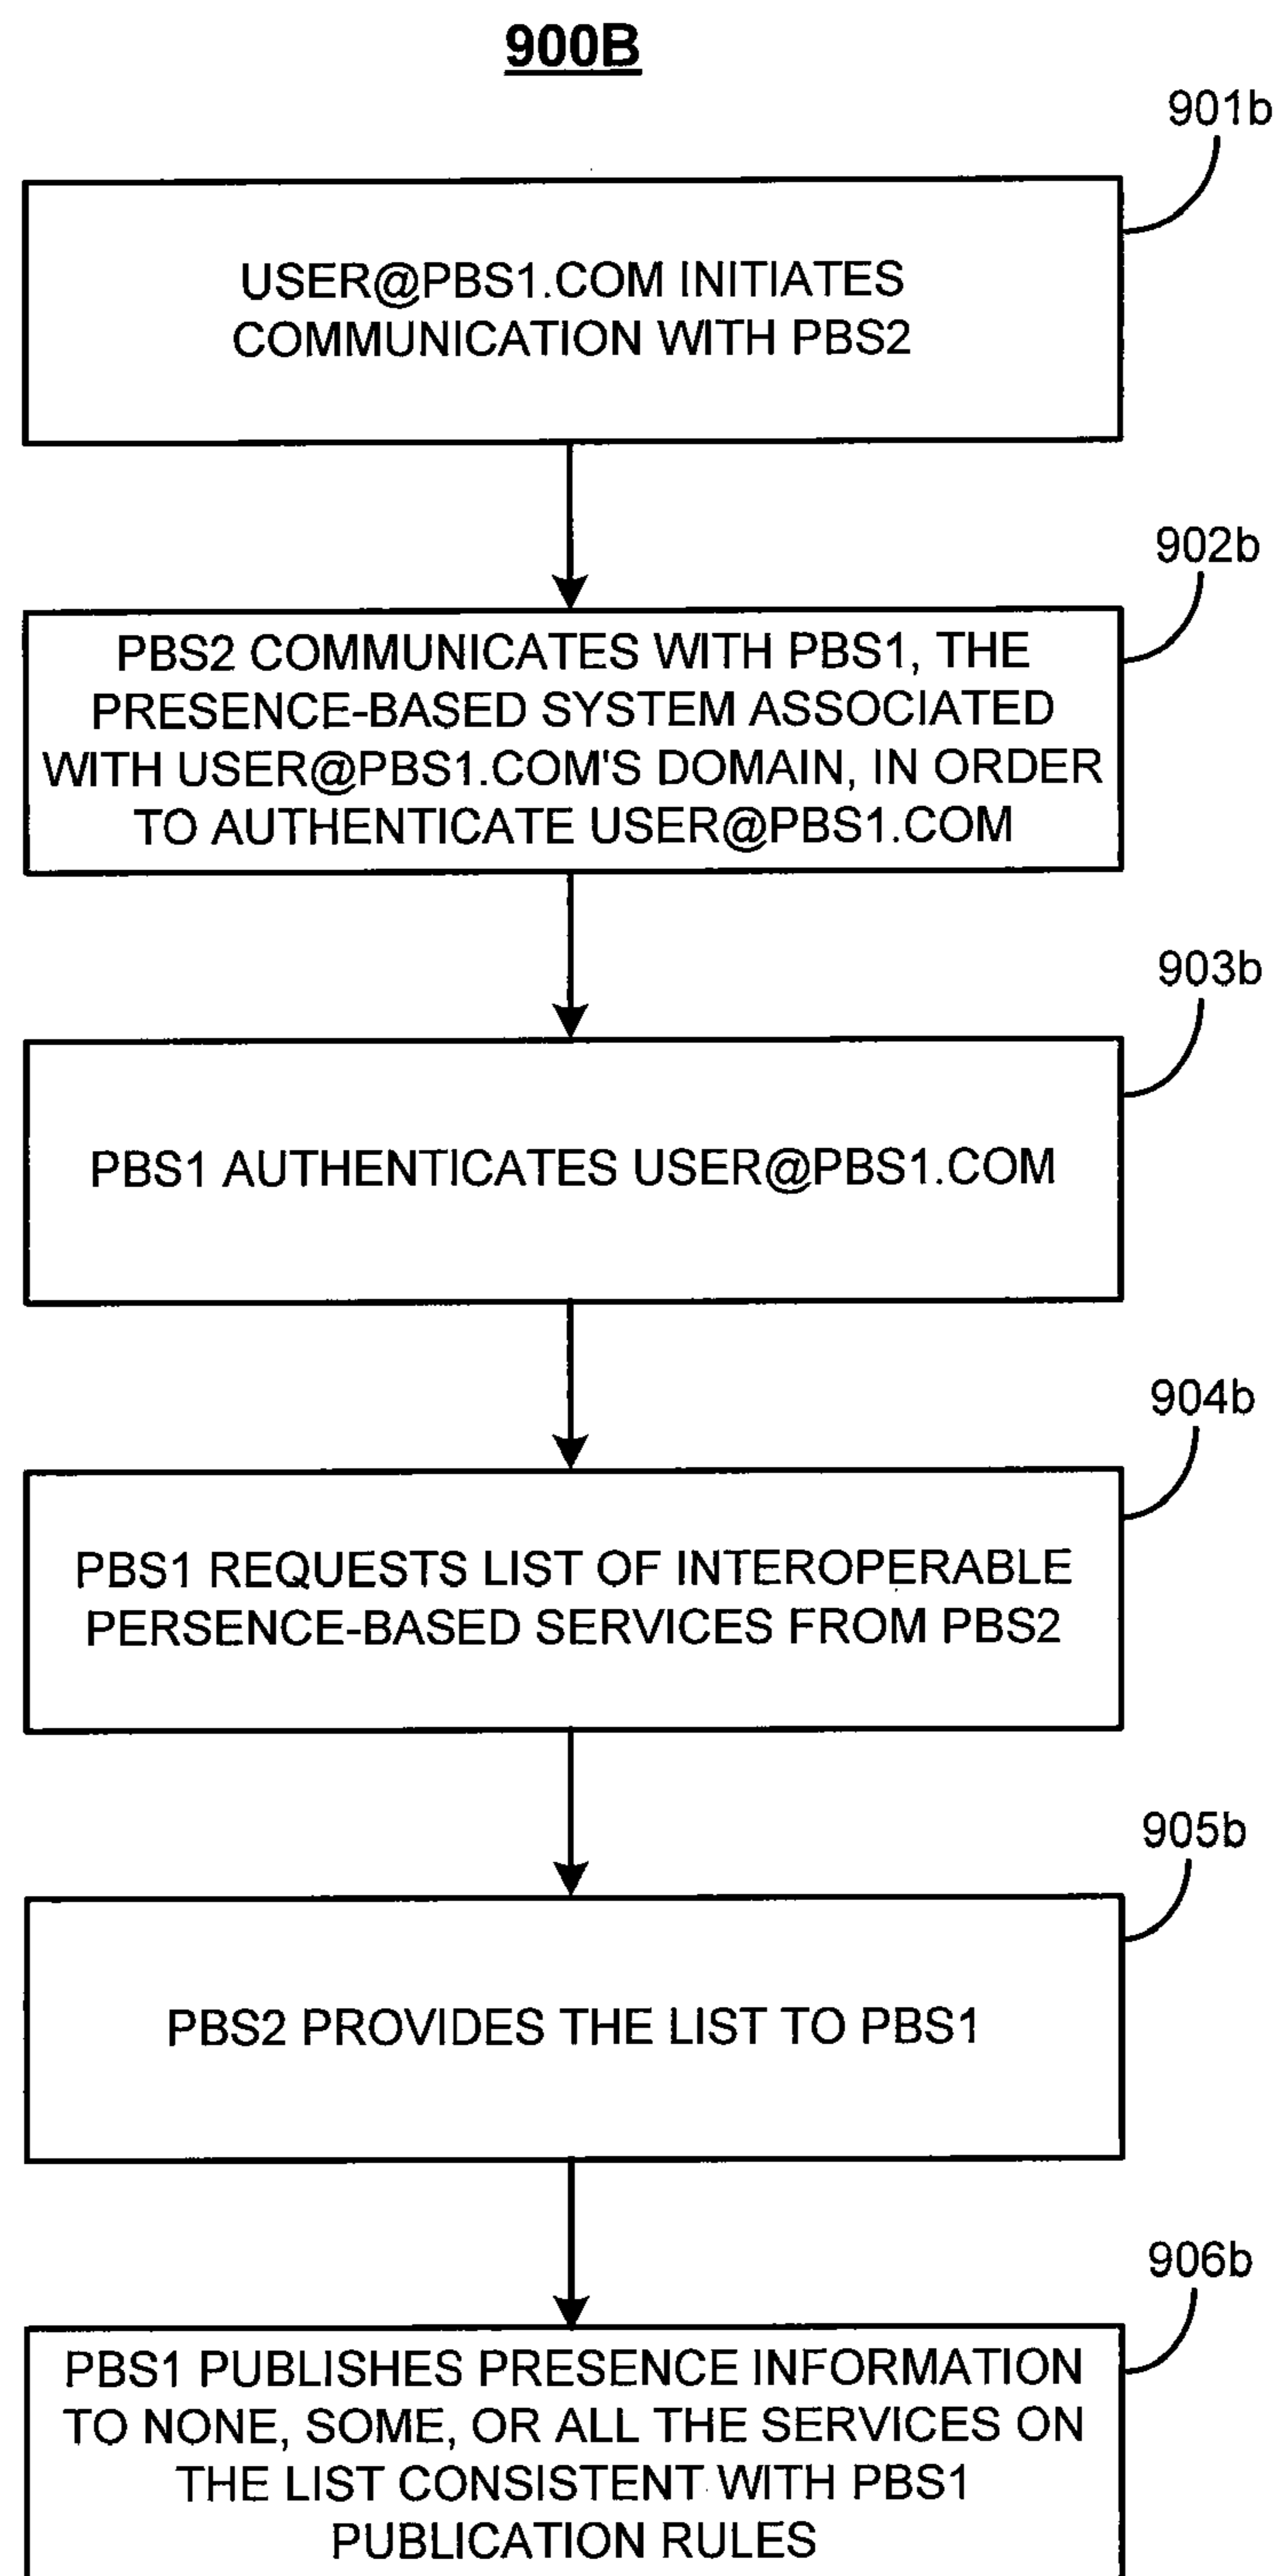 900B
901b
USER@PBS1.COM INITIATES
COMMUNICATION WITH PBS2
902b
PBS2 COMMUNICATES WITH PBS1, THE
PRESENCE-BASED SYSTEM ASSOCIATED
WITH USER@PBS1.COM'S DOMAIN, IN ORDER
TO AUTHENTICATE USER@PBS1.COM
903b
PBS1 AUTHENTICATES USER@PBS1.COM
904b
PBS1 REQUESTS LIST OF INTEROPERABLE
PERSENCE-BASED SERVICES FROM PBS2
905b
PBS2 PROVIDES THE LIST TO PBS1
906b
PBS1 PUBLISHES PRESENCE INFORMATION
TO NONE, SOME, OR ALL THE SERVICES ON
THE LIST CONSISTENT WITH PBS1
PUBLICATION RULES